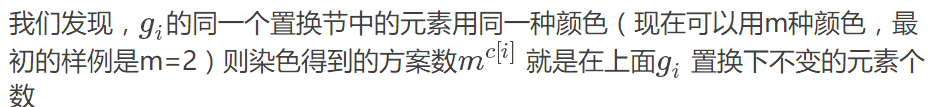 我们发现，g_i的同一个置换节中的元素用同一种颜色（现在可以用m种颜色，最
初的样例是m=2）则染色得到的方案数m^{c[i]} 就是在上面g_i 置换下不变的元素个
数